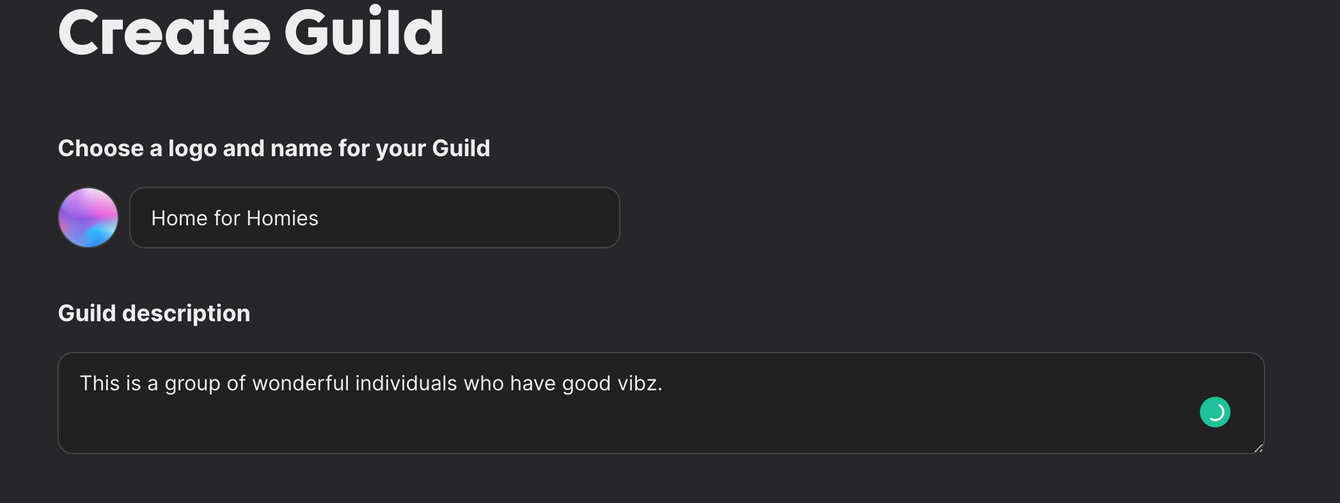 Create Guild
Choose a logo and name for your Guild
Home for Homies
Guild description
This is a group of wonderful individuals who have good vibz.